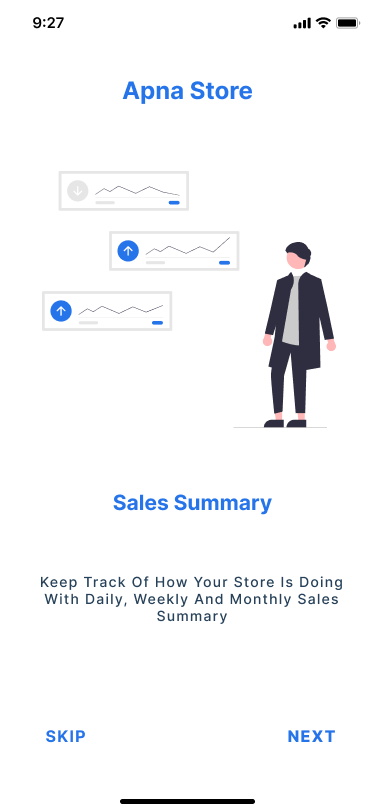 9:27
Apna Store
Sales Summary
Keep Track Of How Your Store Is Doing
With Daily, Weekly And Monthly Sales
Summary
SKIP
NEXT